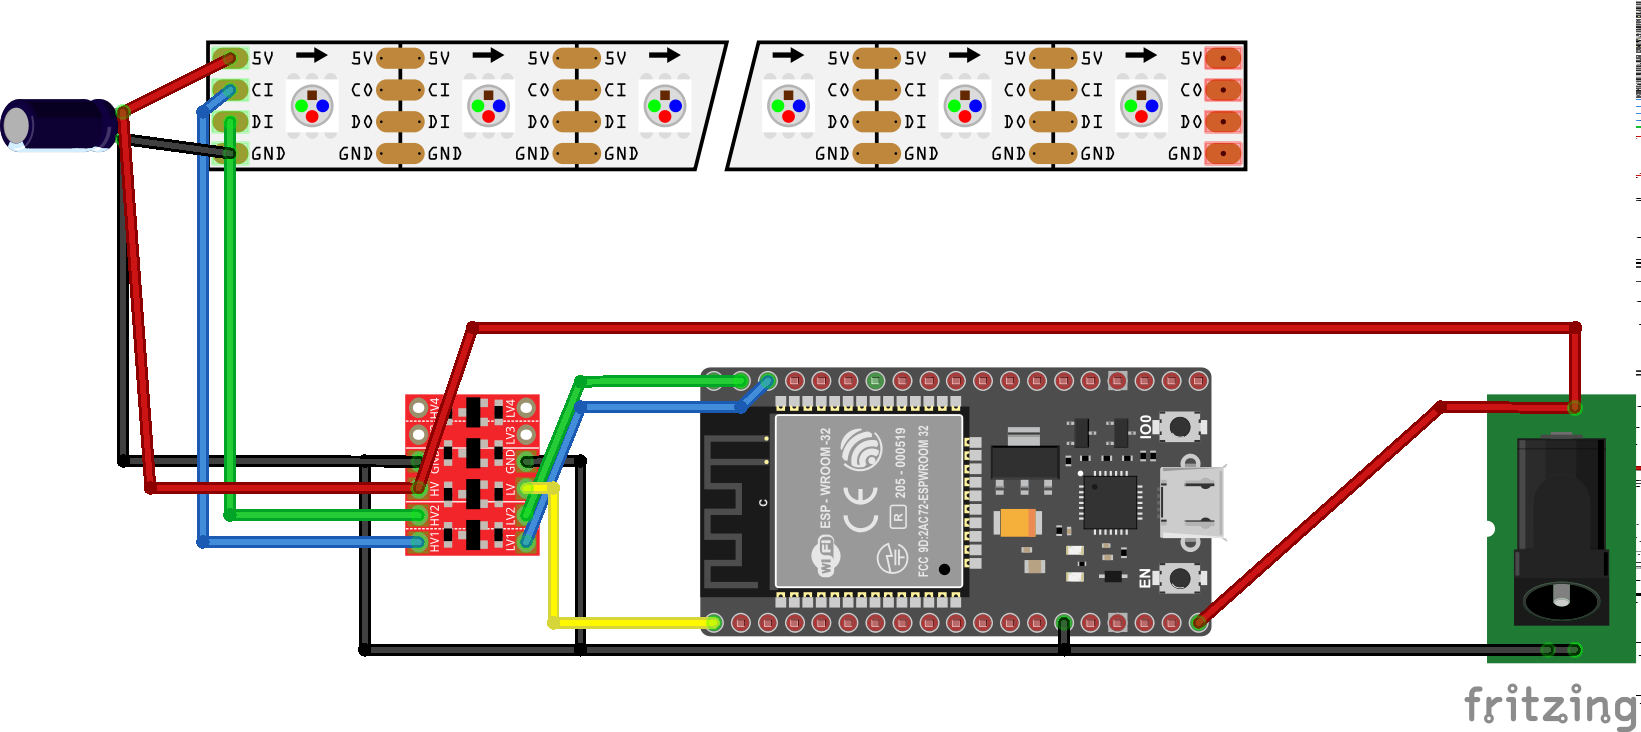 5V 5V 5V 5V 5V 5V 5V 5V 5V 5V
CI CO CI CO CI CO CI CO CI CO
DI DO DI DO DI DO DI DO DI DO
GND GND GND GND GND GND GND GND GND GND
HV4 LV4
LV3
GND GND
HV LV
HV2 LV2
HV1 LV1
C
WiFi
ESP-WROOM-32
CE
R
205-000519
FCC 9D:2AC72-ESPWROOM 32
IO0
EN
fritzing